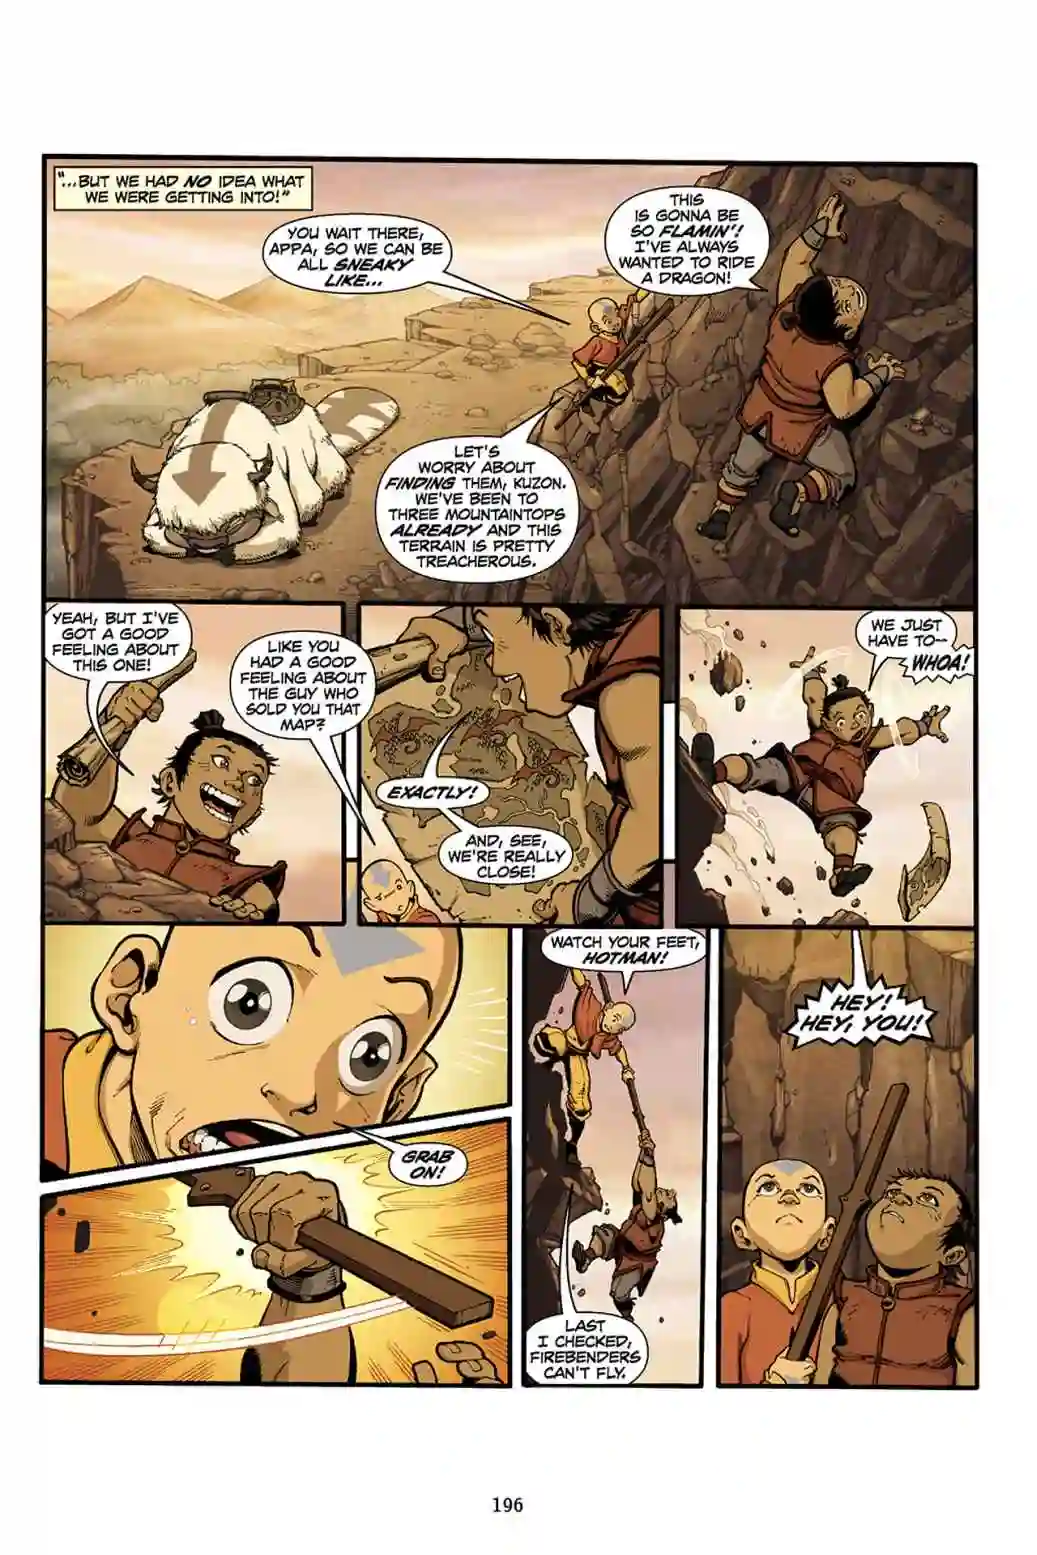 "...BUT WE HAD NO IDEA WHAT
WE WERE GETTING INTO!"
YOU WAIT THERE,
APPA, SO WE CAN BE
ALL SNEAKY
LIKE...
THIS
IS GONNA BE
SO FLAMIN'!
I'VE ALWAYS
WANTED TO RIDE
A DRAGON!
LET'S
WORRY ABOUT
FINDING THEM, KUZON.
WE'VE BEEN TO
THREE MOUNTAINTOPS
ALREADY AND THIS
TERRAIN IS PRETTY
TREACHEROUS.
YEAH, BUT I'VE
GOT A GOOD
FEELING ABOUT
THIS ONE!
LIKE YOU
HAD A GOOD
FEELING ABOUT
THE GUY WHO
SOLD YOU THAT
MAP?
EXACTLY!
AND, SEE,
WE'RE REALLY
CLOSE!
WE JUST
HAVE TO--
WHOA!
GRAB
ON!
WATCH YOUR FEET,
HOTMAN!
LAST
I CHECKED,
FIREBENDERS
CAN'T FLY.
HEY!
HEY, YOU!
196